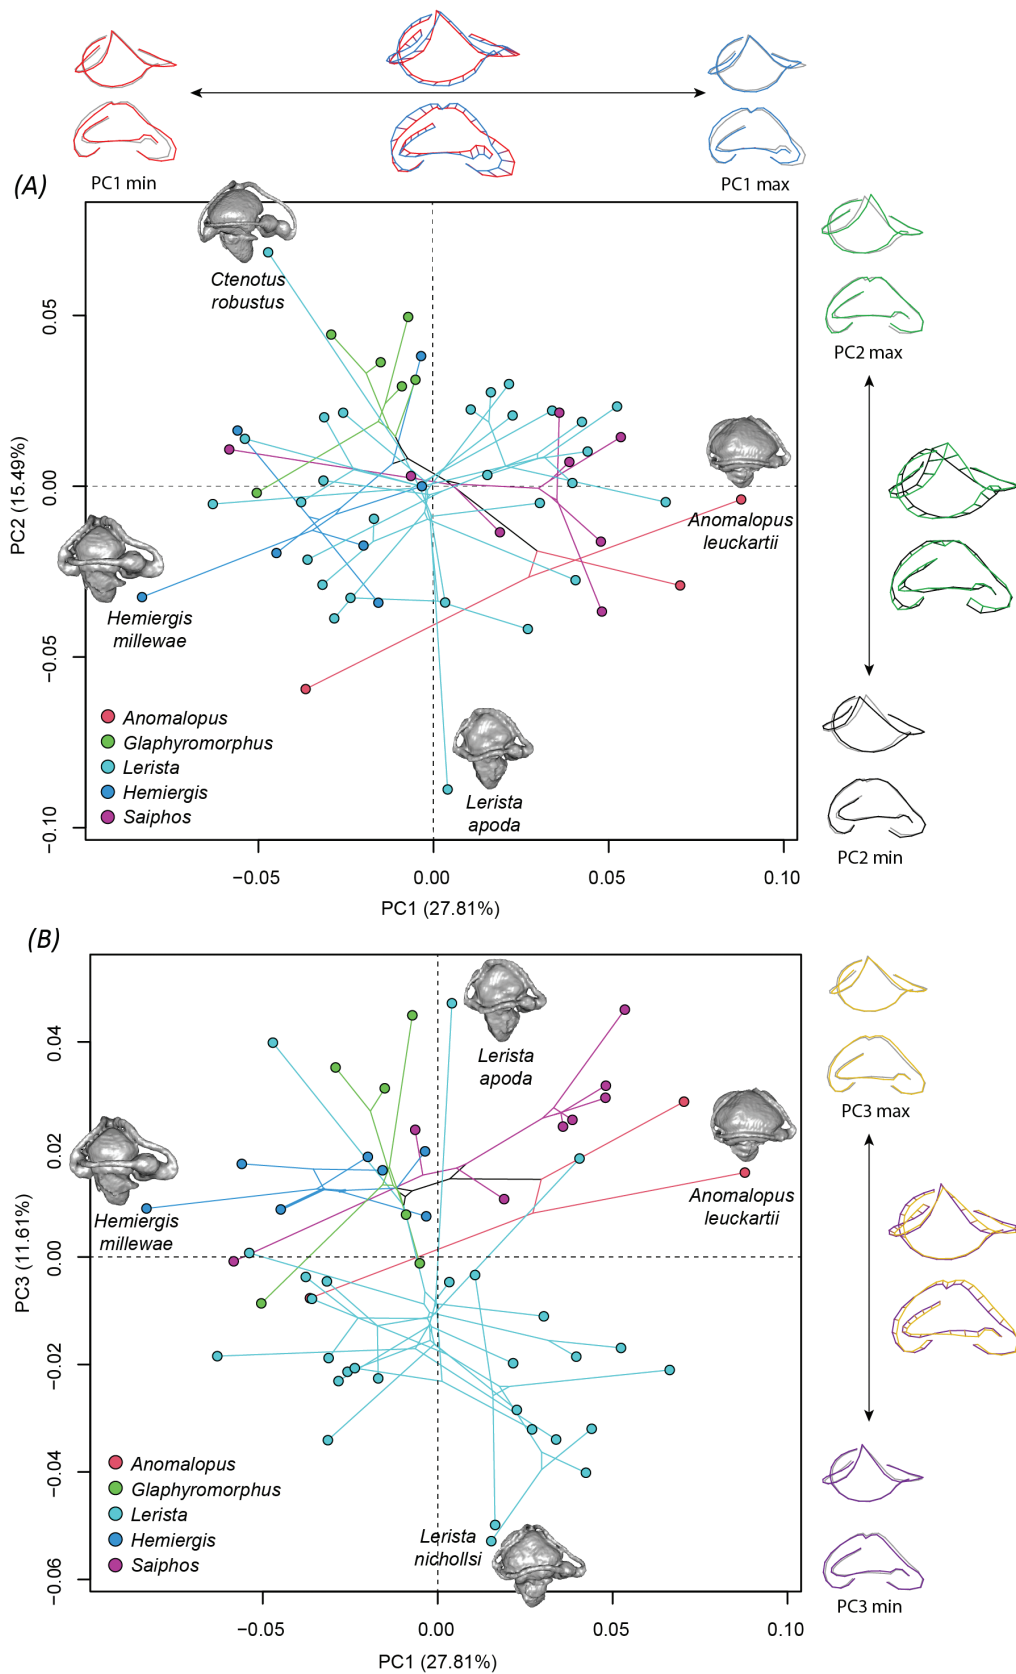 PC1 min
PC1 max
(A)
Ctenotus
robustus
PC2 max
0.05
0.00
−0.05
−0.10
PC2 (15.49%)
Anomalopus
leuckartii
Hemiergis
millewae
Lerista
apoda
Anomalopus
Glaphyromorphus
Lerista
Hemiergis
Saiphos
PC2 min
−0.05
0.00
0.05
0.10
PC1 (27.81%)
(B)
Lerista
apoda
PC3 max
0.04
0.02
0.00
−0.02
−0.04
−0.06
PC3 (11.61%)
Hemiergis
millewae
Anomalopus
leuckartii
Anomalopus
Glaphyromorphus
Lerista
Hemiergis
Saiphos
Lerista
nichollsi
PC3 min
−0.05
0.00
0.05
0.10
PC1 (27.81%)